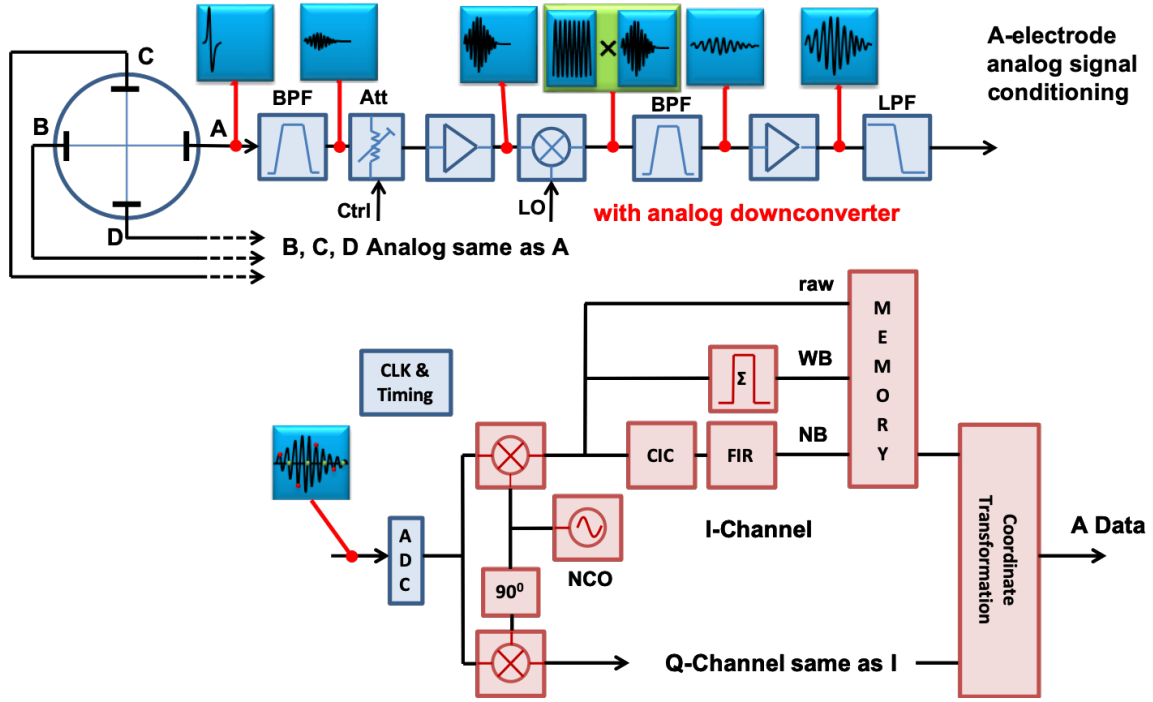 C
B
A
D
BPF
Att
×
BPF
LPF
A-electrode
analog signal
conditioning
Ctrl
LO
with analog downconverter
B, C, D Analog same as A
raw
WB
NB
Σ
M
E
M
O
R
Y
CLK &
Timing
CIC
FIR
A
D
C
NCO
90⁰
I-Channel
Q-Channel same as I
Coordinate
Transformation
A Data